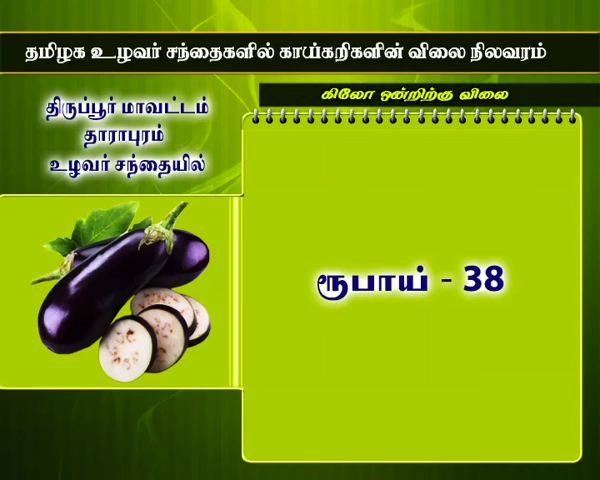 தமிழக உழவர் சந்தைகளில் காய்கறிகளின் விலை நிலவரம்
கிலோ ஒன்றிற்கு விலை
திருப்பூர் மாவட்டம்
தாராபுரம்
உழவர் சந்தையில்
ரூபாய் - 38